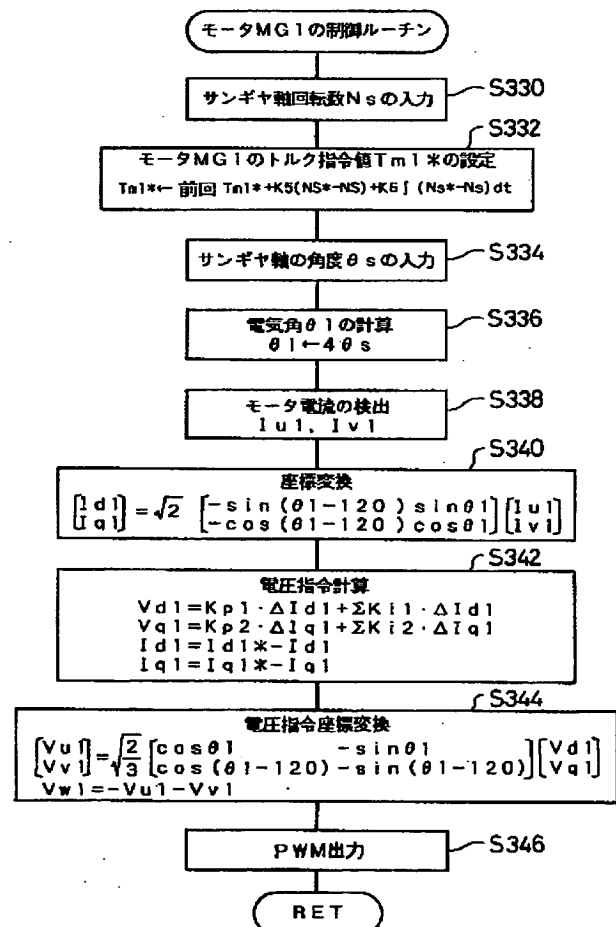 モータMG1の制御ルーチン
サンギヤ軸回転数Nsの入力
S330
S332
モータMG1のトルク指令値Tm1*の設定
Tm1*← 前回 Tm1*+K5(NS*-NS)+K6∫(Ns*-Ns)dt
サンギヤ軸の角度θsの入力
S334
電気角θ1の計算
θ1←4θs
S336
モータ電流の検出
Iu1, Iv1
S338
S340
座標変換
[Id1] = √2 [-sin(θ1-120) sinθ1] [Iu1]
[Iq1] [-cos(θ1-120) cosθ1] [Iv1]
S342
電圧指令計算
Vd1=Kp1·ΔId1+ΣKi1·ΔId1
Vq1=Kp2·ΔIq1+ΣKi2·ΔIq1
Id1=Id1*-Id1
Iq1=Iq1*-Iq1
S344
電圧指令座標変換
[Vu1] = √2/3 [cosθ1 -sinθ1] [Vd1]
[Vv1] [cos(θ1-120) -sin(θ1-120)] [Vq1]
Vw1=-Vu1-Vv1
PWM出力
S346
RET